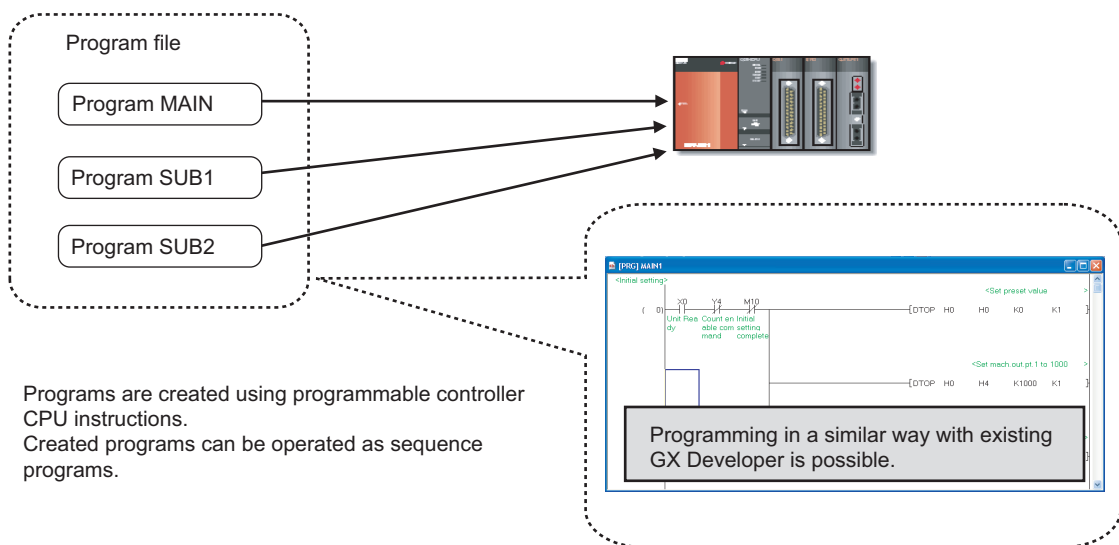 Program file
Program MAIN
Program SUB1
Program SUB2
Programs are created using programmable controller
CPU instructions.
Created programs can be operated as sequence
programs.
[PRG] MAIN1
<Initial setting>
<Set preset value >
X0 Y4 M10
( 0) [DTOP H0 H0 K0 K1 ]
Unit Rea Count en Initial
dy able com setting
mand complete
<Set mach.out.pt.1 to 1000 >
[DTOP H0 H4 K1000 K1 ]
Programming in a similar way with existing
GX Developer is possible.